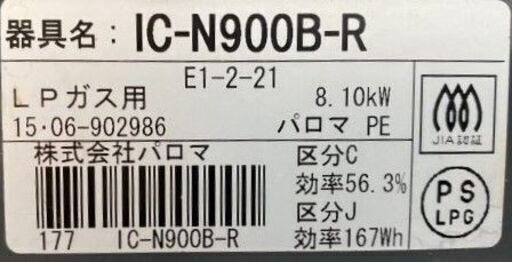 器具名: IC-N900B-R
E1-2-21
LPガス用 8.10kW
15・06-902986 パロマ PE
株式会社パロマ 区分C
効率56.3%
区分J
177 IC-N900B-R 効率167Wh
JIA認証
PS
LPG